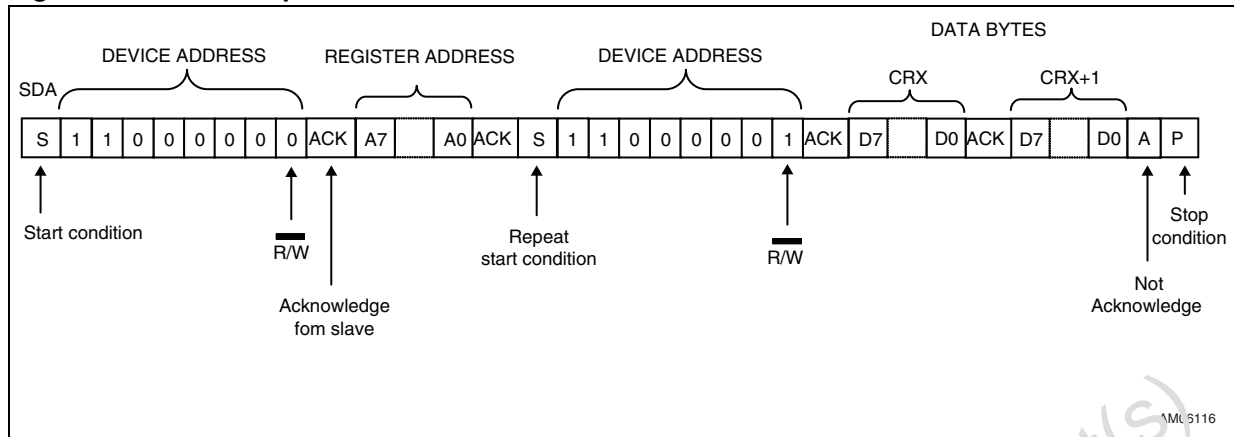 DATA BYTES
DEVICE ADDRESS REGISTER ADDRESS DEVICE ADDRESS
CRX CRX+1
SDA
S 1 1 0 0 0 0 0 0 ACK A7 A0 ACK S 1 1 0 0 0 0 0 1 ACK D7 D0 ACK D7 D0 A P
Start condition
R/W
Acknowledge
fom slave
Repeat
start condition
R/W
Not
Acknowledge
Stop
condition